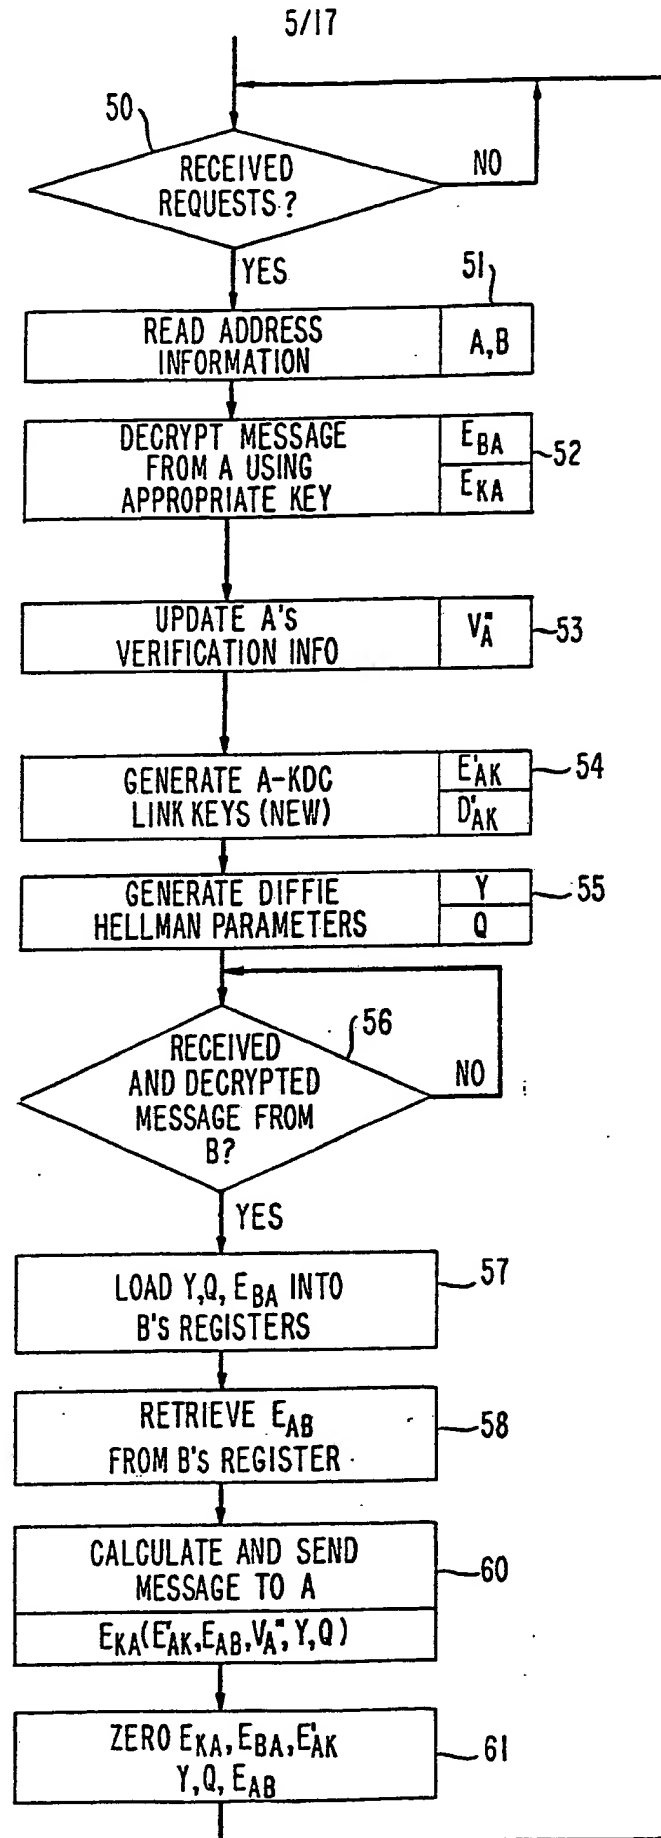 5/17
50
RECEIVED
REQUESTS?
NO
YES
51
READ ADDRESS
INFORMATION
A,B
DECRYPT MESSAGE
FROM A USING
APPROPRIATE KEY
E_BA
E_KA
52
UPDATE A's
VERIFICATION INFO
V_A"
53
GENERATE A-KDC
LINK KEYS (NEW)
E'_AK
D'_AK
54
GENERATE DIFFIE
HELLMAN PARAMETERS
Y
Q
55
56
RECEIVED
AND DECRYPTED
MESSAGE FROM
B?
NO
YES
LOAD Y,Q, E_BA INTO
B's REGISTERS
57
RETRIEVE E_AB
FROM B's REGISTER
58
CALCULATE AND SEND
MESSAGE TO A
E_KA(E'_AK,E_AB,V_A",Y,Q)
60
ZERO E_KA,E_BA,E'_AK
Y,Q,E_AB
61